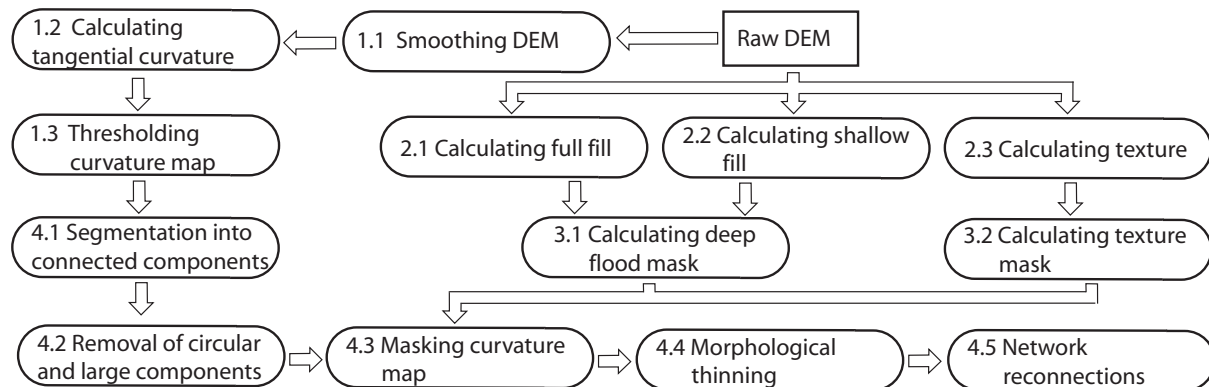 1.2 Calculating
tangential curvature
1.1 Smoothing DEM
Raw DEM
1.3 Thresholding
curvature map
2.1 Calculating full fill
2.2 Calculating shallow
fill
2.3 Calculating texture
4.1 Segmentation into
connected components
3.1 Calculating deep
flood mask
3.2 Calculating texture
mask
4.2 Removal of circular
and large components
4.3 Masking curvature
map
4.4 Morphological
thinning
4.5 Network
reconnections